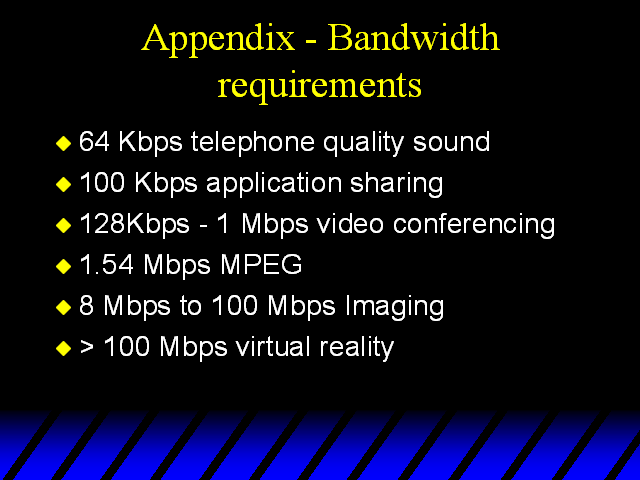 Appendix - Bandwidth
requirements
64 Kbps telephone quality sound
100 Kbps application sharing
128Kbps - 1 Mbps video conferencing
1.54 Mbps MPEG
8 Mbps to 100 Mbps Imaging
> 100 Mbps virtual reality